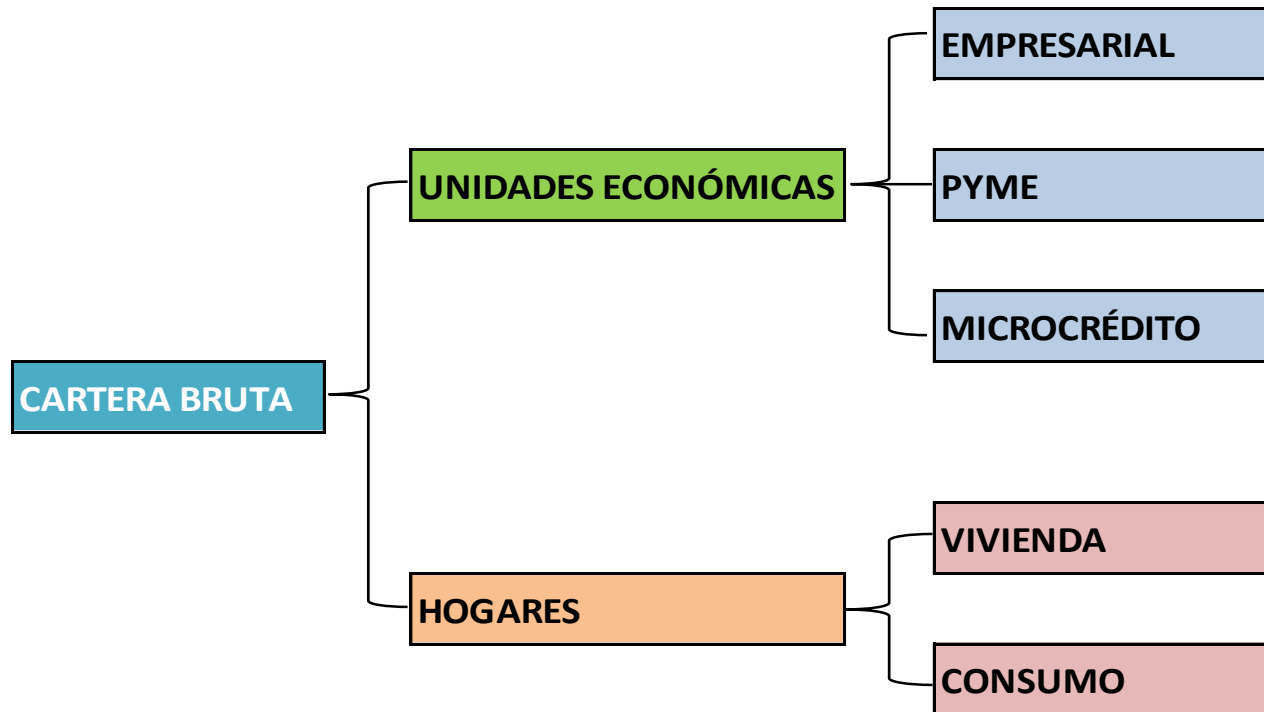 EMPRESARIAL
UNIDADES ECONÓMICAS
PYME
MICROCRÉDITO
CARTERA BRUTA
VIVIENDA
HOGARES
CONSUMO